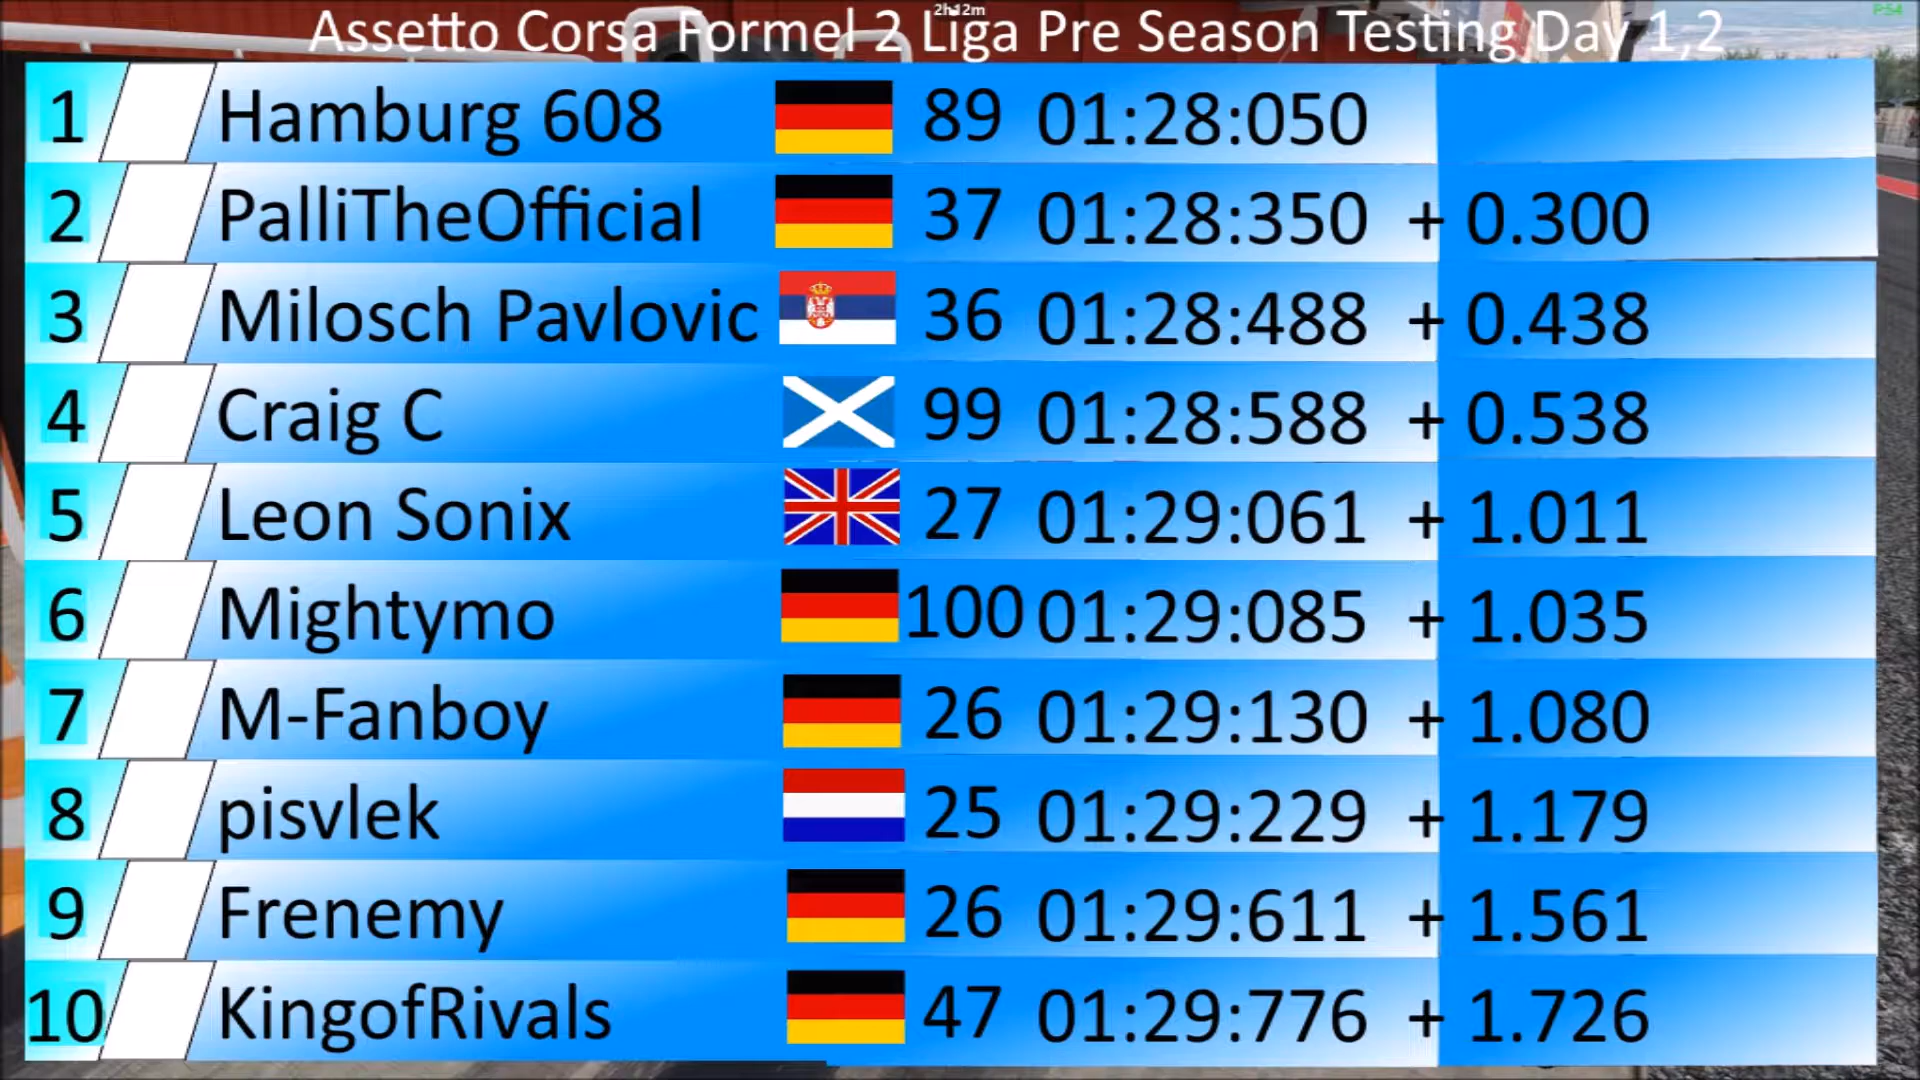 2h12m
P54
Assetto Corsa Formel 2 Liga Pre Season Testing Day 1,2
1 Hamburg 608 89 01:28:050
2 PalliTheOfficial 37 01:28:350 + 0.300
3 Milosch Pavlovic 36 01:28:488 + 0.438
4 Craig C 99 01:28:588 + 0.538
5 Leon Sonix 27 01:29:061 + 1.011
6 Mightymo 100 01:29:085 + 1.035
7 M-Fanboy 26 01:29:130 + 1.080
8 pisvlek 25 01:29:229 + 1.179
9 Frenemy 26 01:29:611 + 1.561
10 KingofRivals 47 01:29:776 + 1.726